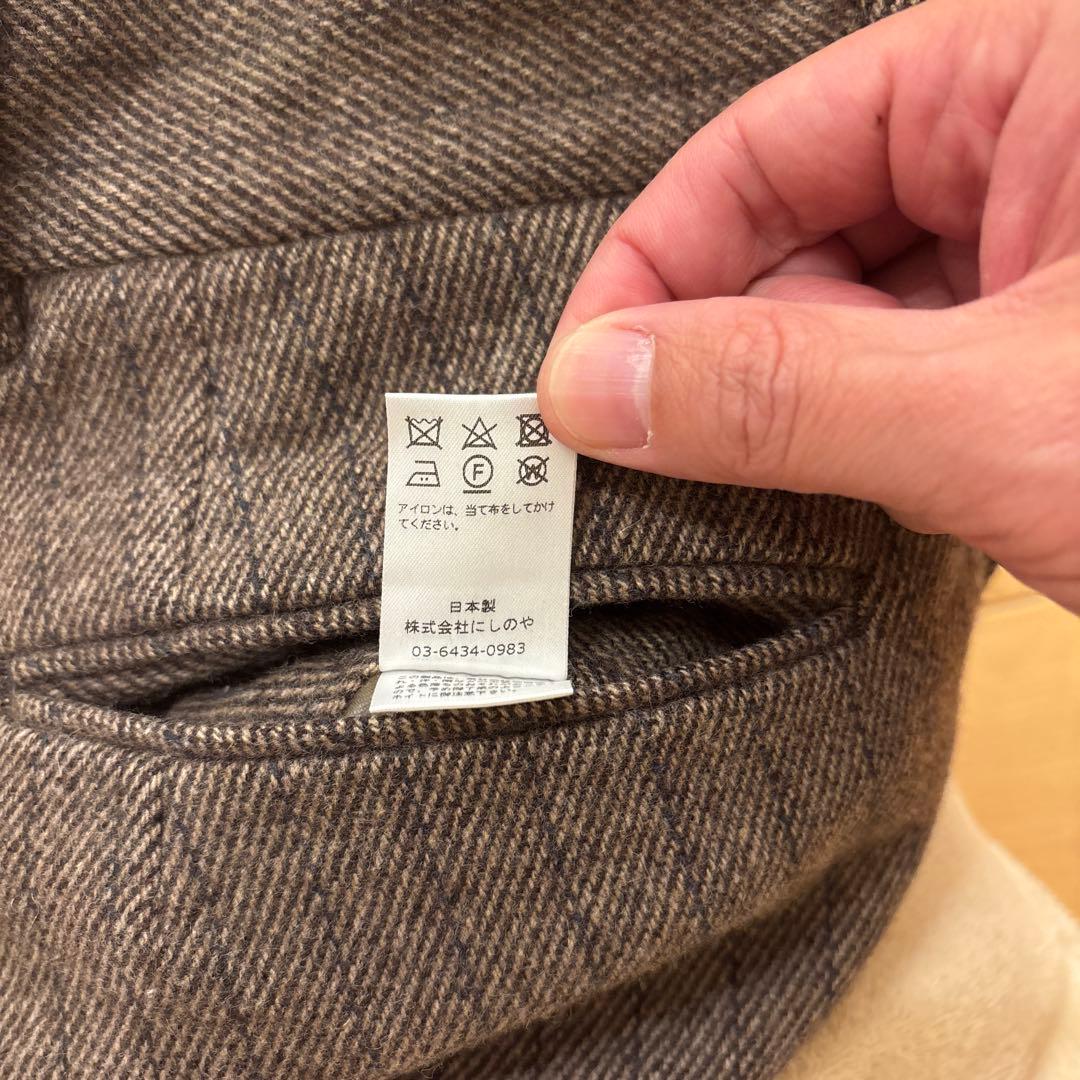 F
W
アイロンは、当て布をしてかけ
てください。
日本製
株式会社にしのや
03-6434-0983